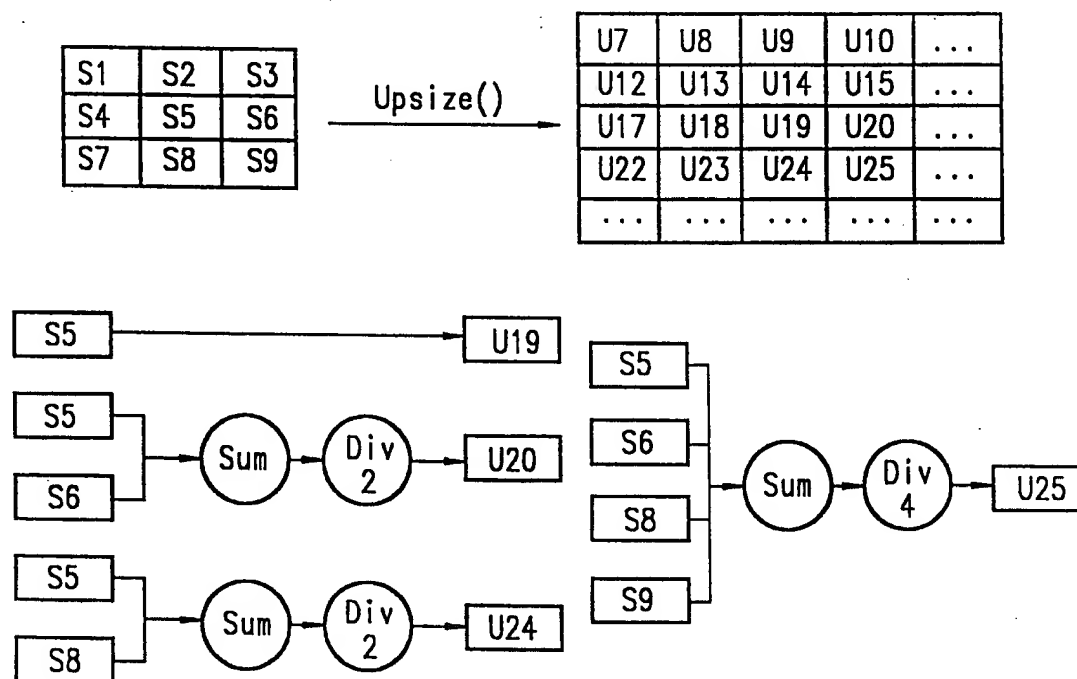 S1 S2 S3
S4 S5 S6
S7 S8 S9
Upsize()
U7 U8 U9 U10 ...
U12 U13 U14 U15 ...
U17 U18 U19 U20 ...
U22 U23 U24 U25 ...
... ... ... ... ...
S5 U19
S5
S6
Sum
Div
2
U20
S5
S8
Sum
Div
2
U24
S5
S6
S8
S9
Sum
Div
4
U25